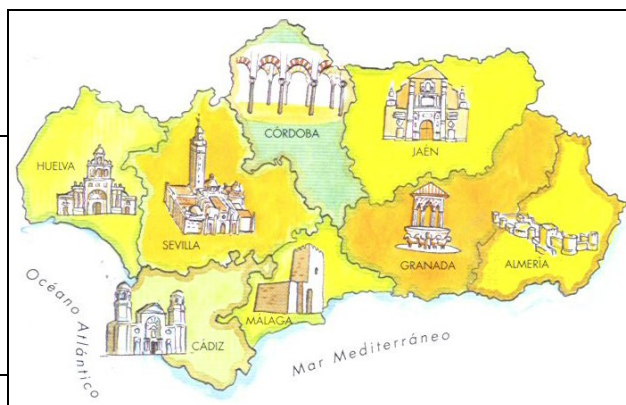 CÓRDOBA
JAÉN
HUELVA
SEVILLA
GRANADA
ALMERÍA
MÁLAGA
CÁDIZ
Océano Atlántico
Mar Mediterráneo